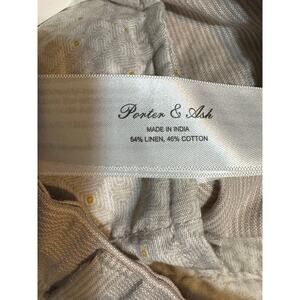 Porter & Ash
MADE IN INDIA
54% LINEN, 46% COTTON